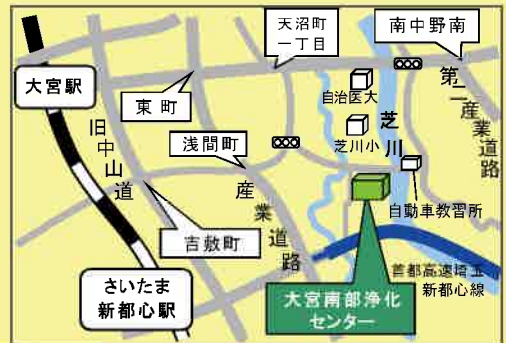 天沼町
一丁目
南中野南
大宮駅
東町
自治医大
第二産業道路
旧中山道
浅間町
芝川小
芝川
産業道路
自動車教習所
吉敷町
さいたま
新都心駅
大宮南部浄化
センター
首都高速埼玉
新都心線